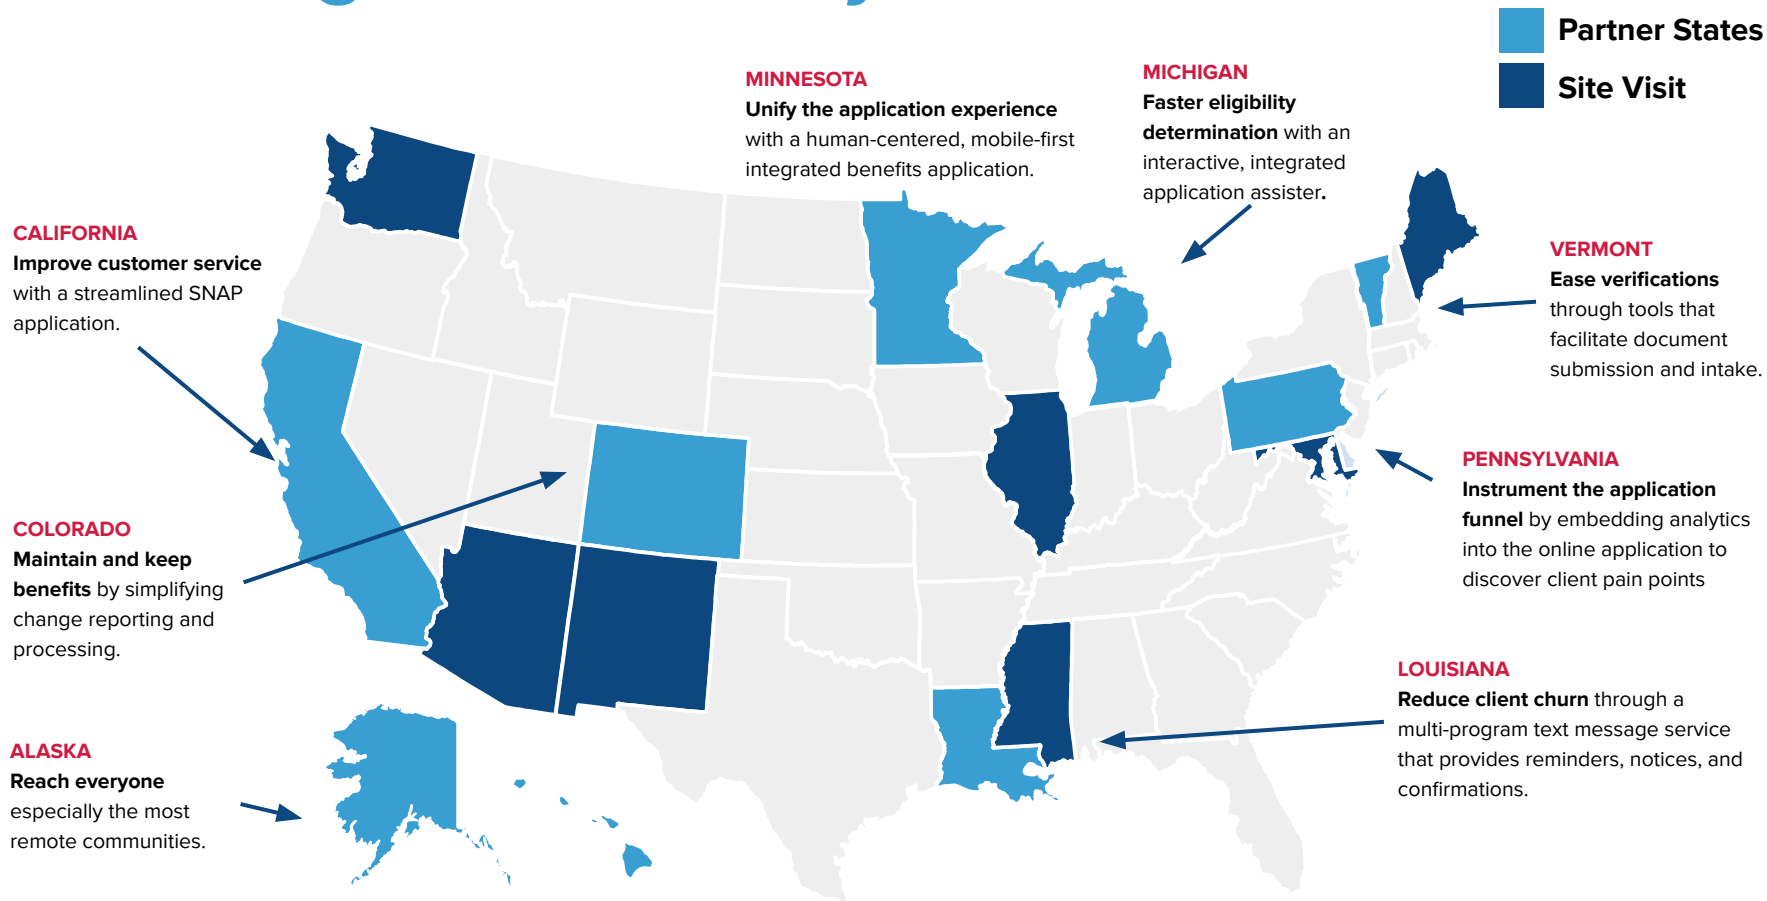 Partner States
Site Visit
MINNESOTA
Unify the application experience
with a human-centered, mobile-first
integrated benefits application.
MICHIGAN
Faster eligibility
determination with an
interactive, integrated
application assister.
CALIFORNIA
Improve customer service
with a streamlined SNAP
application.
VERMONT
Ease verifications
through tools that
facilitate document
submission and intake.
COLORADO
Maintain and keep
benefits by simplifying
change reporting and
processing.
PENNSYLVANIA
Instrument the application
funnel by embedding analytics
into the online application to
discover client pain points
LOUISIANA
Reduce client churn through a
multi-program text message service
that provides reminders, notices, and
confirmations.
ALASKA
Reach everyone
especially the most
remote communities.